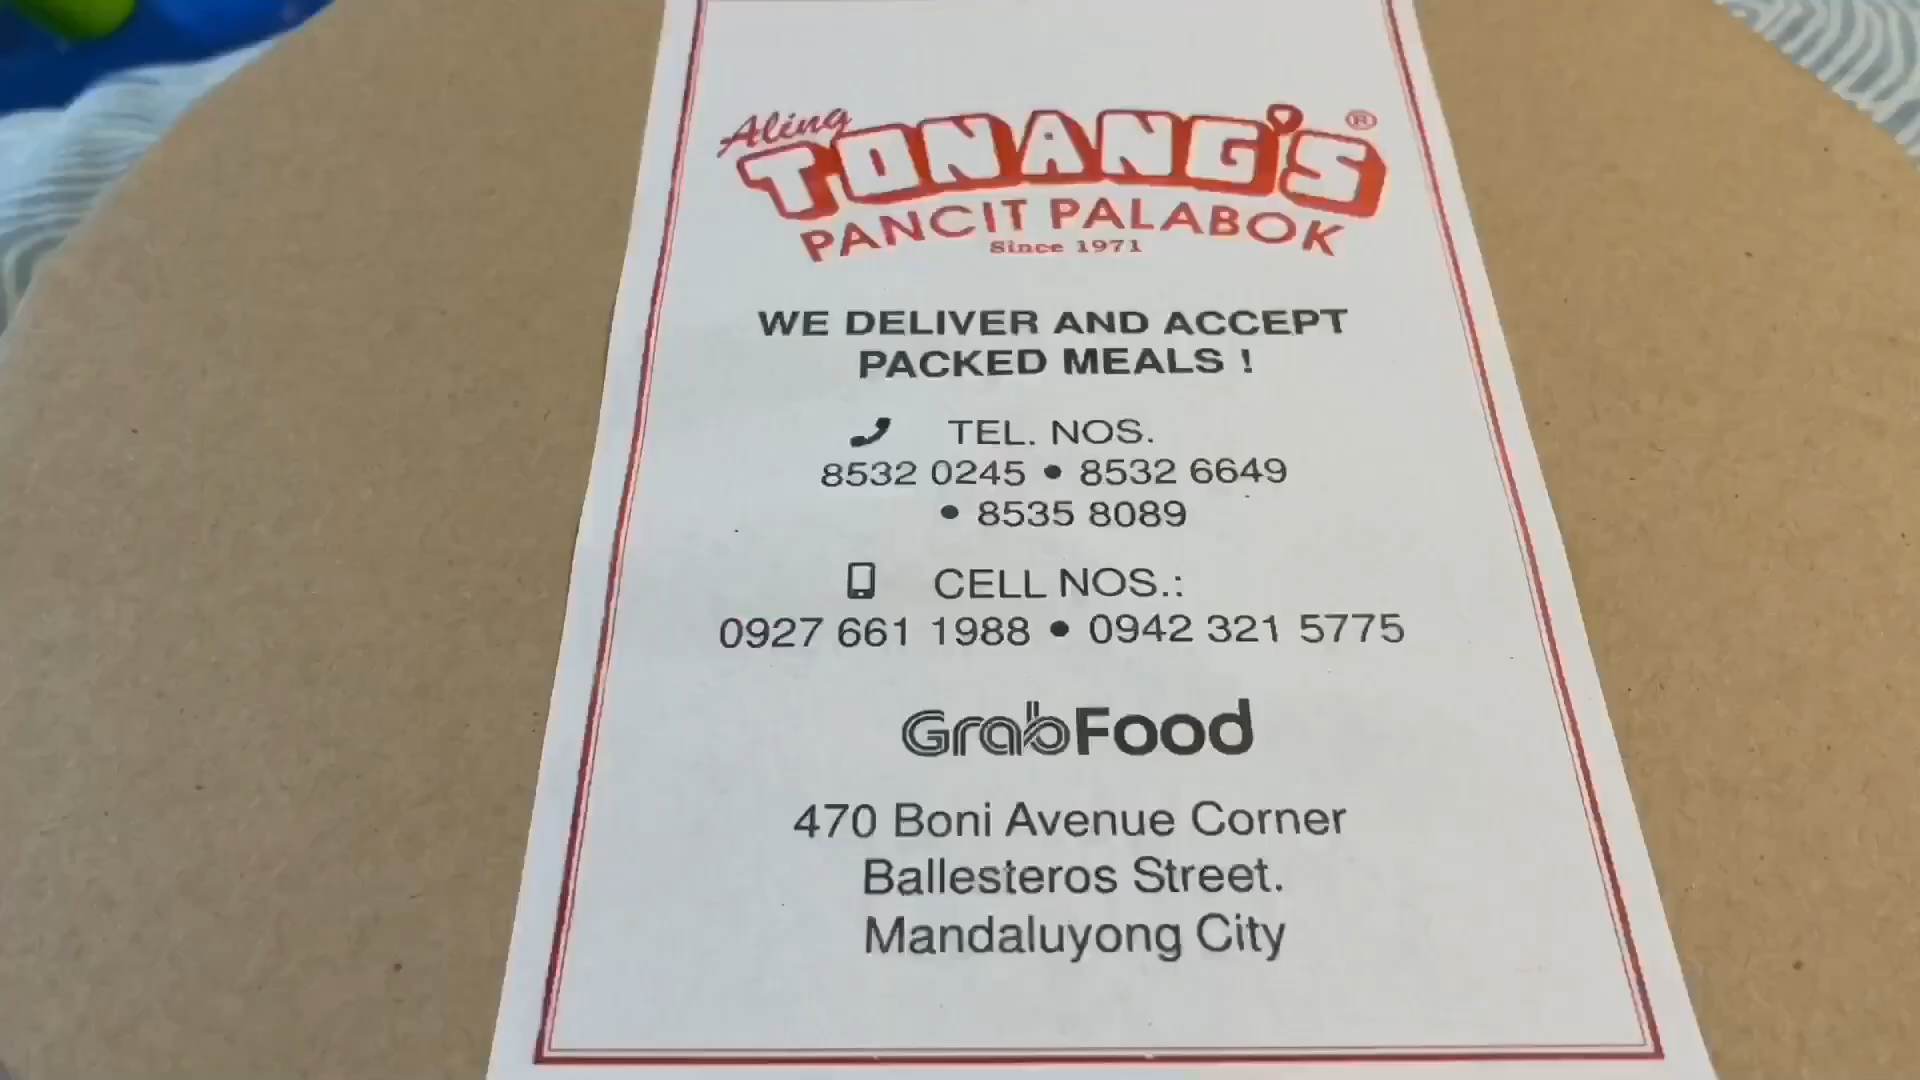 Aling
TONANG'S ®
PANCIT PALABOK
Since 1971
WE DELIVER AND ACCEPT
PACKED MEALS !
TEL. NOS.
8532 0245 • 8532 6649
• 8535 8089
CELL NOS.:
0927 661 1988 • 0942 321 5775
GrabFood
470 Boni Avenue Corner
Ballesteros Street.
Mandaluyong City